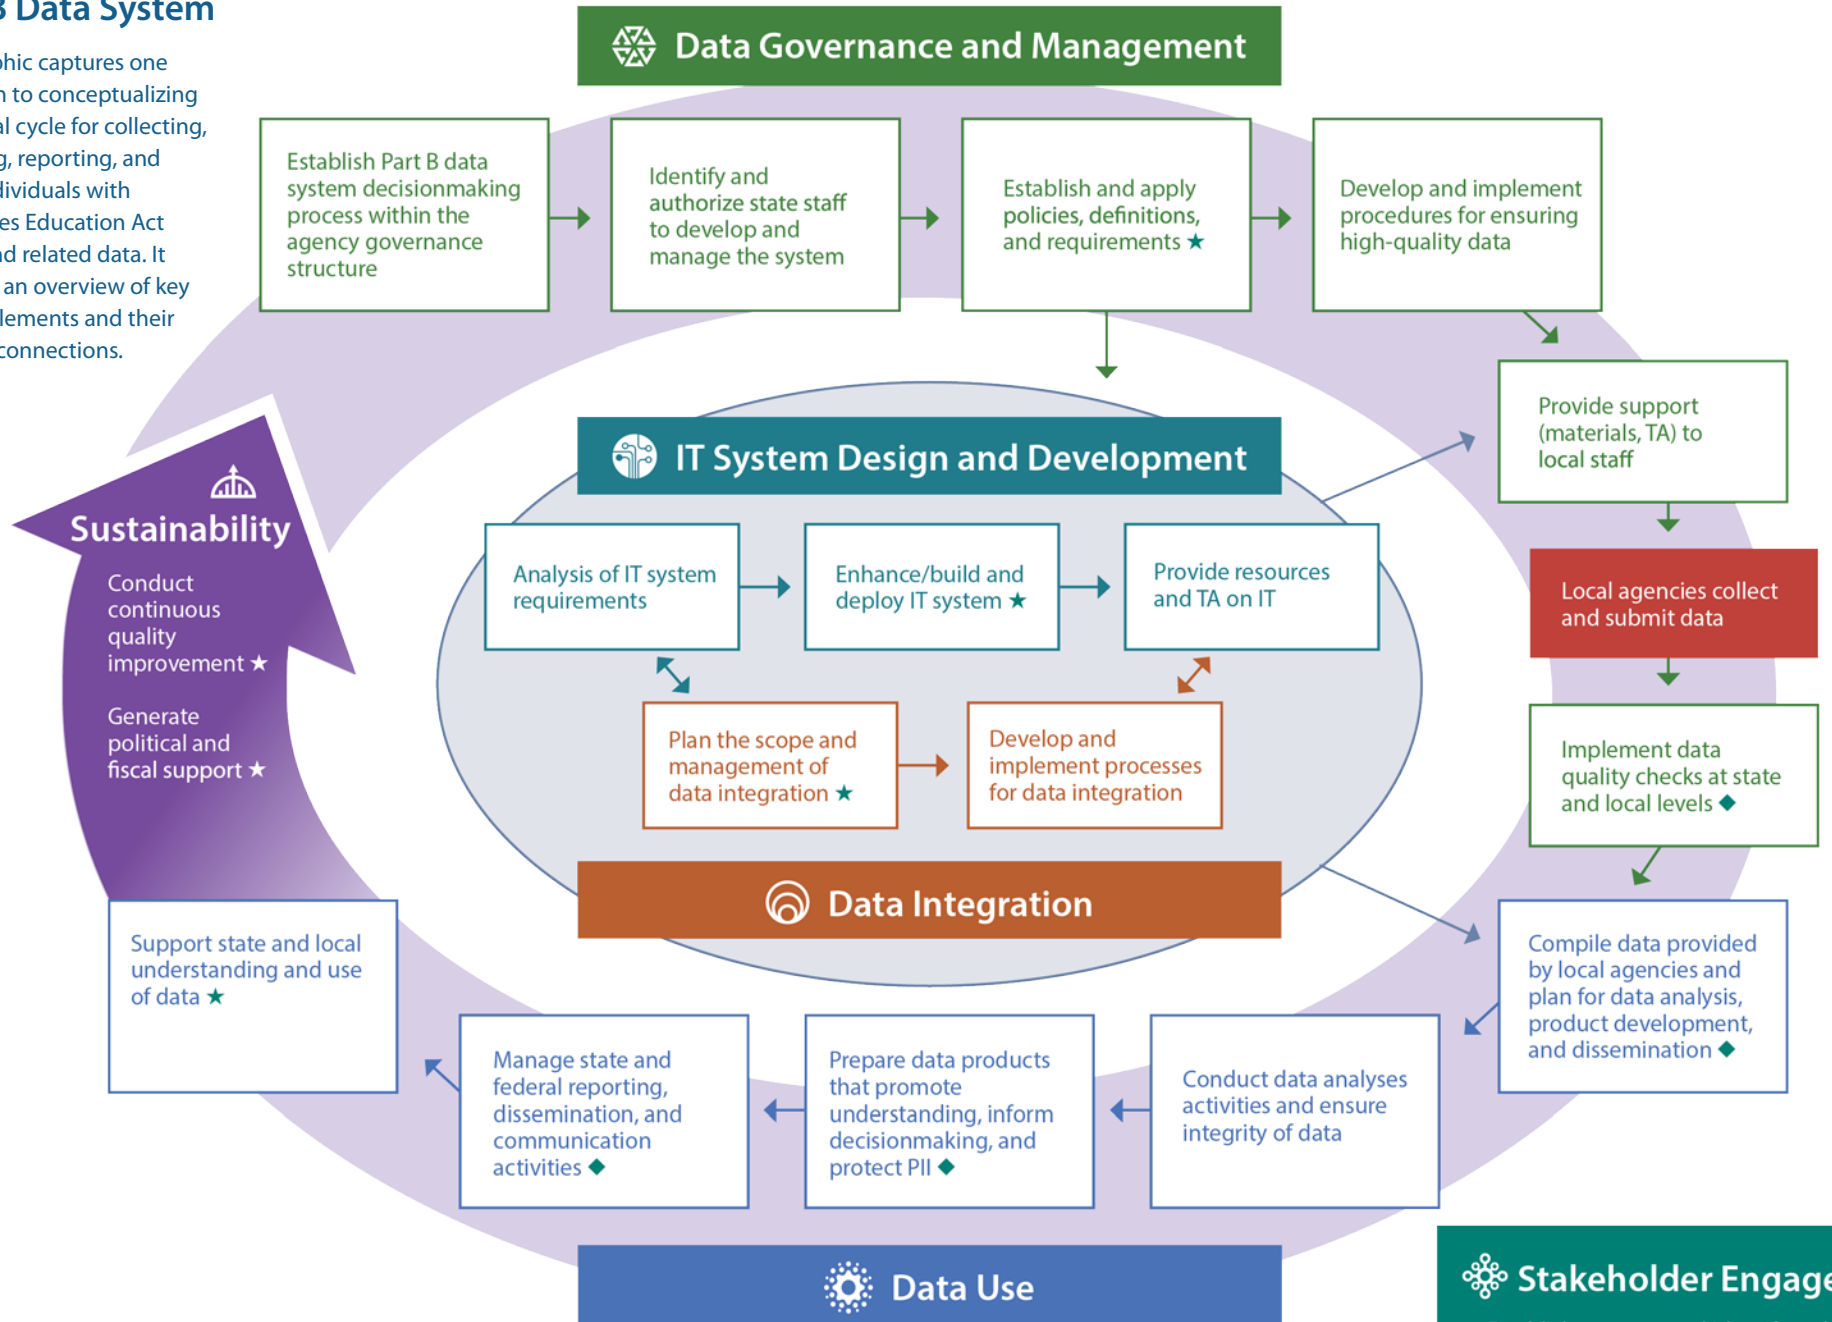 B Data System
phic captures one
n to conceptualizing
al cycle for collecting,
g, reporting, and
dividuals with
es Education Act
nd related data. It
an overview of key
lements and their
connections.
Data Governance and Management
Establish Part B data
system decisionmaking
process within the
agency governance
structure
Identify and
authorize state staff
to develop and
manage the system
Establish and apply
policies, definitions,
and requirements ★
Develop and implement
procedures for ensuring
high-quality data
Provide support
(materials, TA) to
local staff
Local agencies collect
and submit data
Implement data
quality checks at state
and local levels ◆
IT System Design and Development
Analysis of IT system
requirements
Enhance/build and
deploy IT system ★
Provide resources
and TA on IT
Plan the scope and
management of
data integration ★
Develop and
implement processes
for data integration
Data Integration
Compile data provided
by local agencies and
plan for data analysis,
product development,
and dissemination ◆
Conduct data analyses
activities and ensure
integrity of data
Prepare data products
that promote
understanding, inform
decisionmaking, and
protect PII ◆
Manage state and
federal reporting,
dissemination, and
communication
activities ◆
Support state and local
understanding and use
of data ★
Sustainability
Conduct
continuous
quality
improvement ★
Generate
political and
fiscal support ★
Data Use
Stakeholder Engage